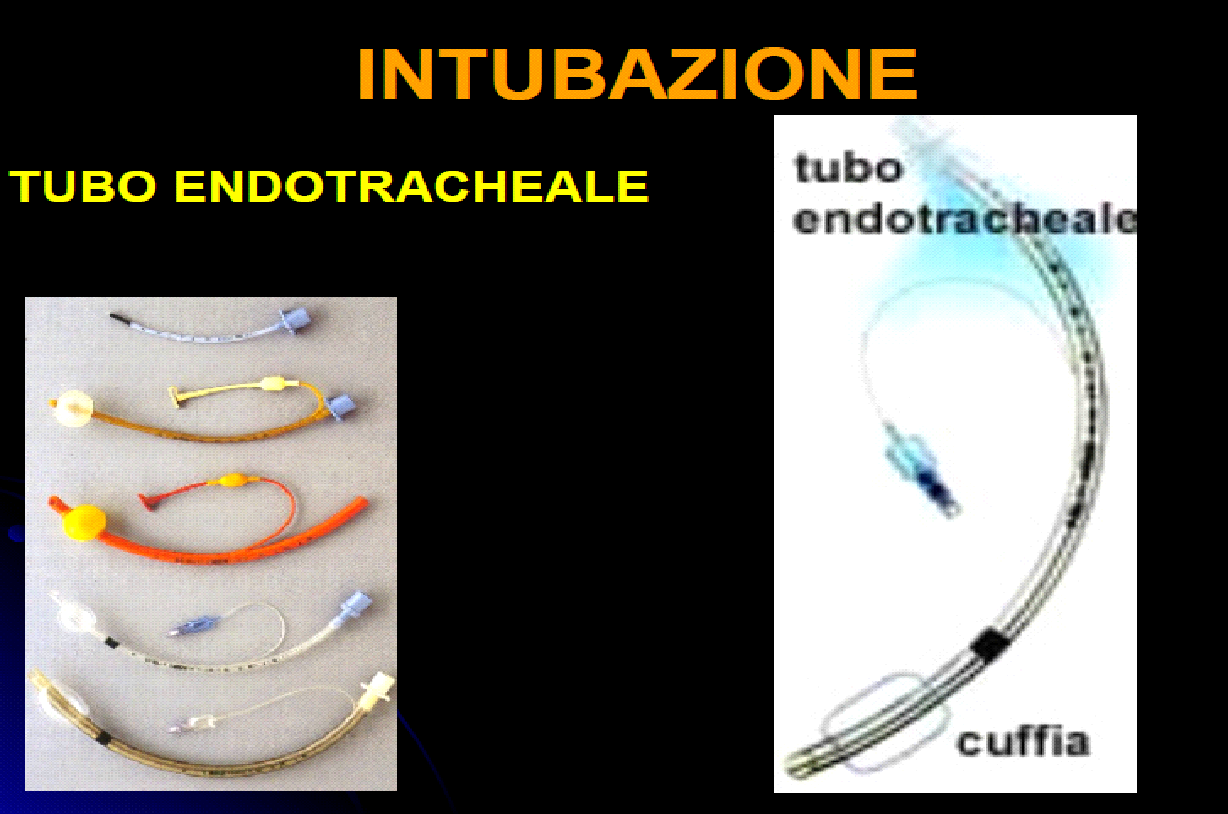 INTUBAZIONE
TUBO ENDOTRACHEALE
tubo
endotracheale
cuffia